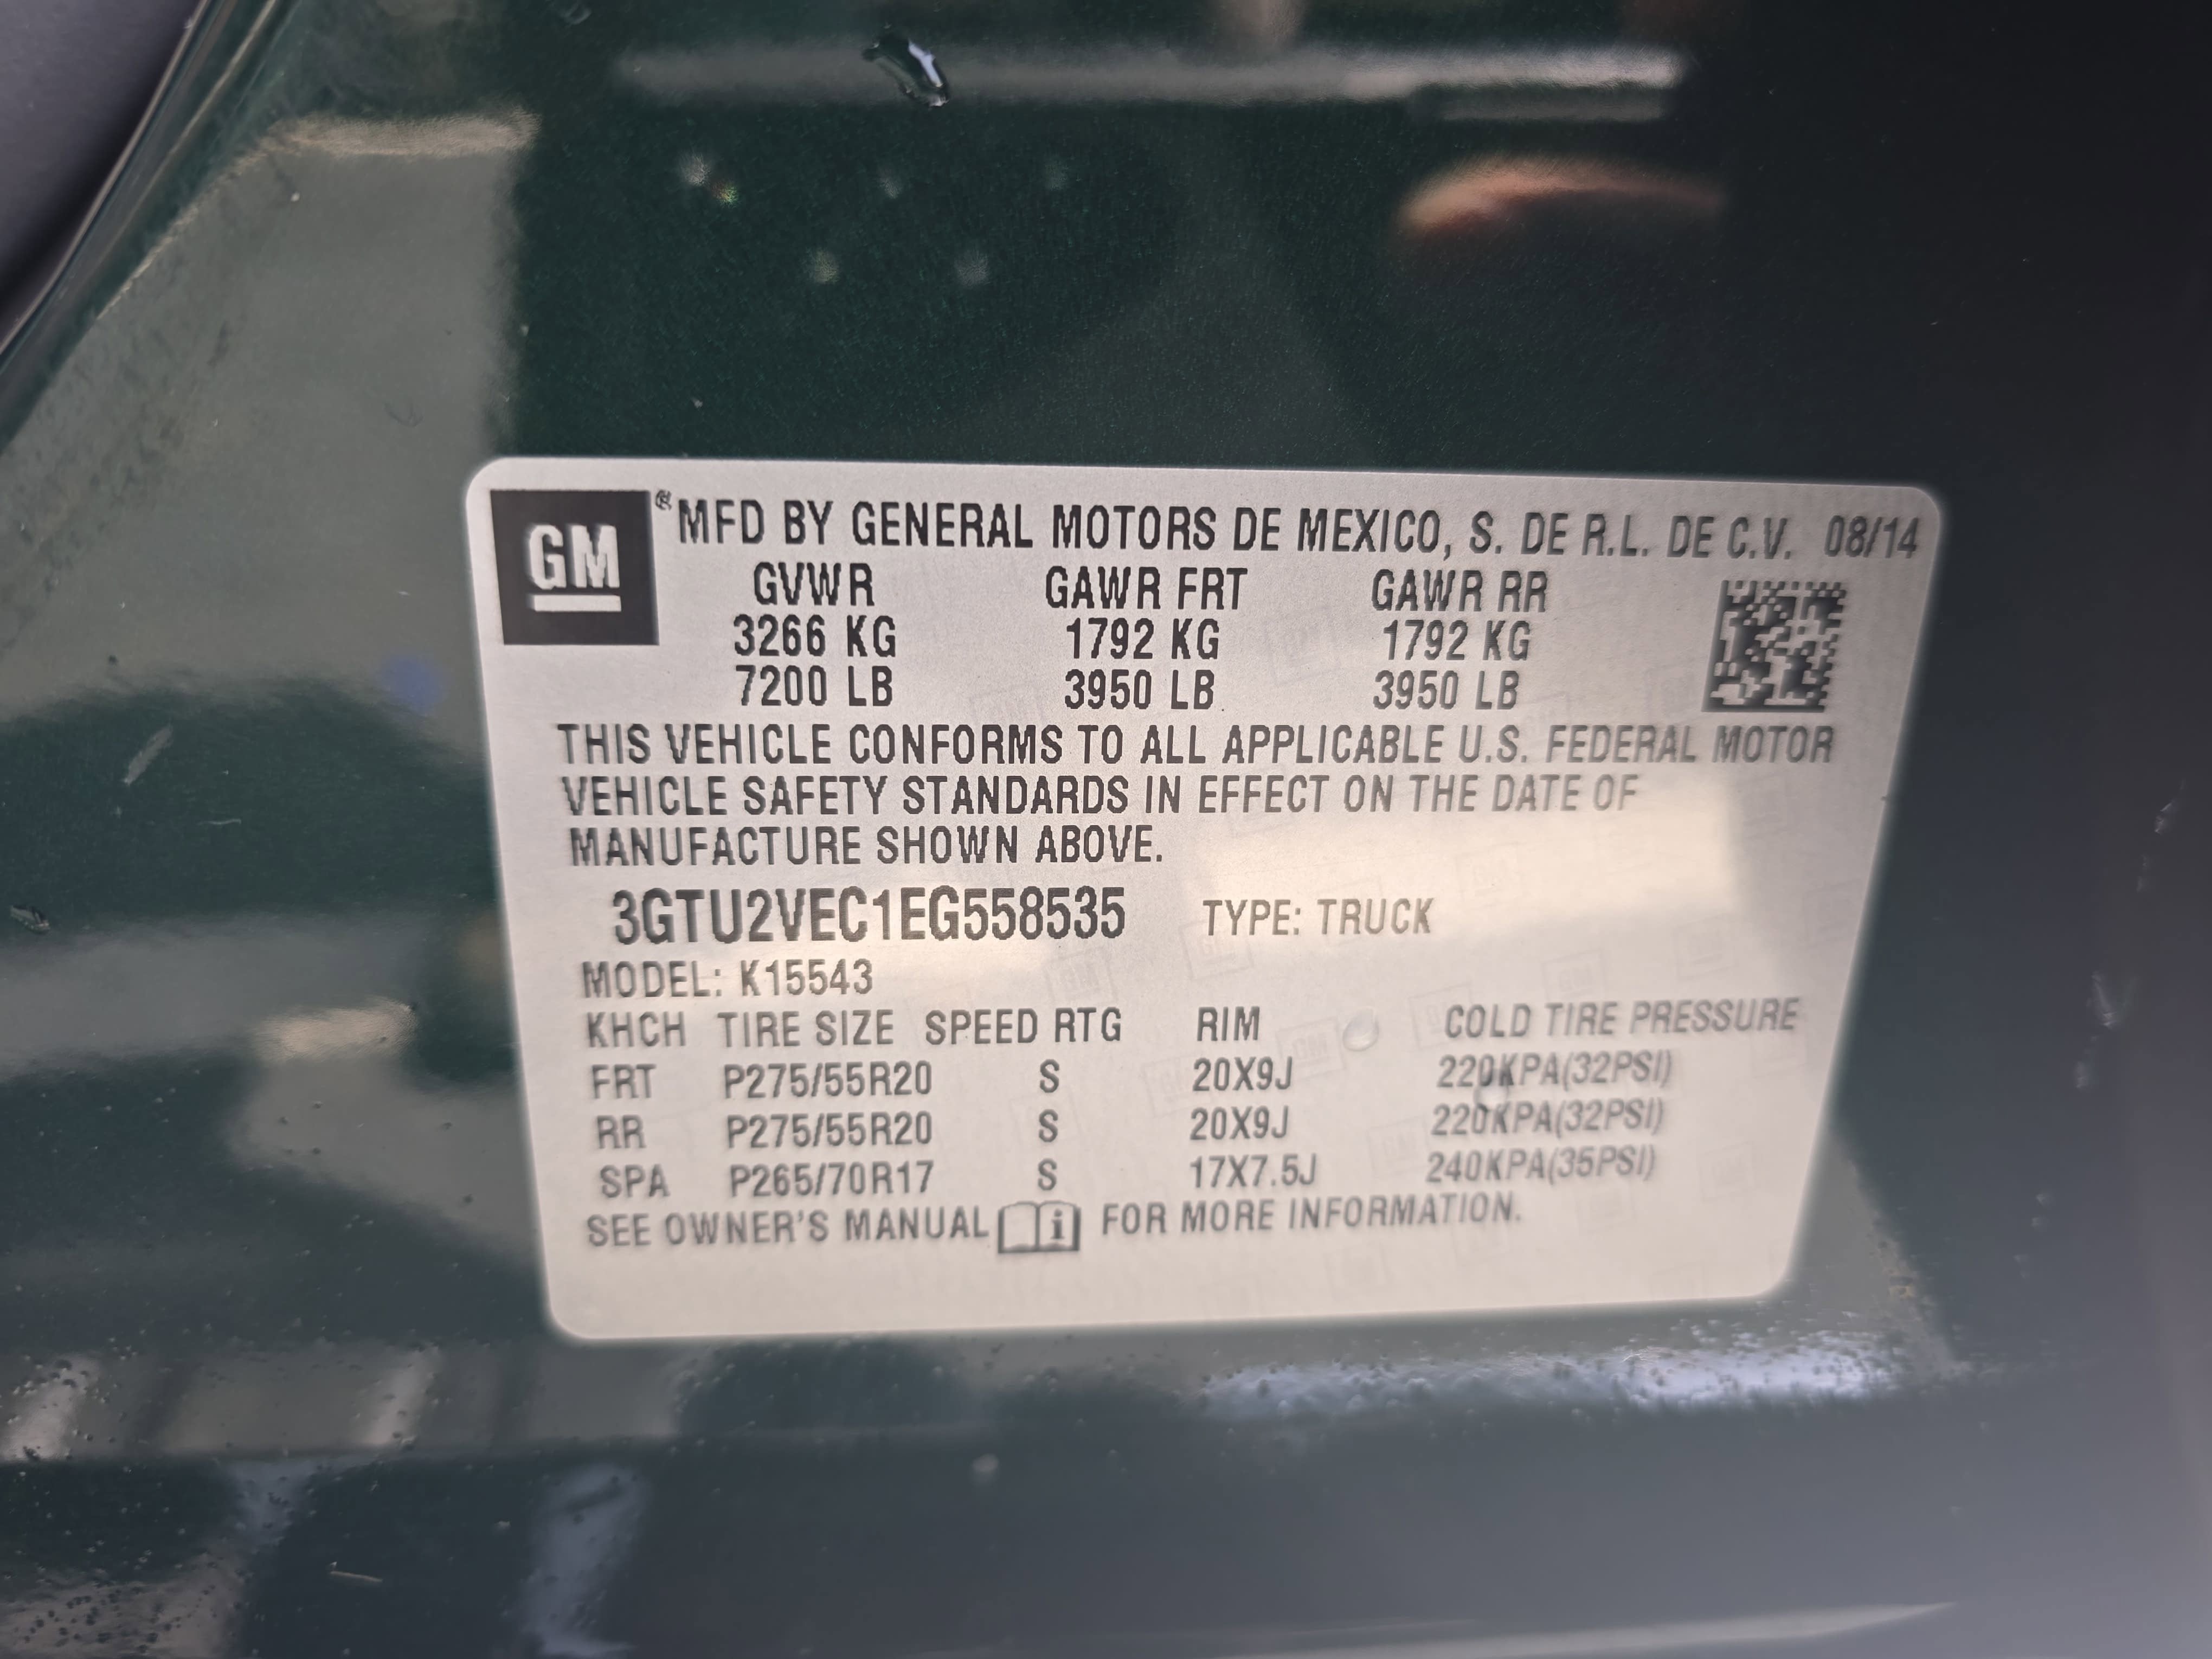 GM ® MFD BY GENERAL MOTORS DE MEXICO, S. DE R.L. DE C.V. 08/14
GVWR GAWR FRT GAWR RR
3266 KG 1792 KG 1792 KG
7200 LB 3950 LB 3950 LB
THIS VEHICLE CONFORMS TO ALL APPLICABLE U.S. FEDERAL MOTOR
VEHICLE SAFETY STANDARDS IN EFFECT ON THE DATE OF
MANUFACTURE SHOWN ABOVE.
3GTU2VEC1EG558535 TYPE: TRUCK
MODEL: K15543
KHCH TIRE SIZE SPEED RTG RIM COLD TIRE PRESSURE
FRT P275/55R20 S 20X9J 220KPA(32PSI)
RR P275/55R20 S 20X9J 220KPA(32PSI)
SPA P265/70R17 S 17X7.5J 240KPA(35PSI)
SEE OWNER'S MANUAL i FOR MORE INFORMATION.